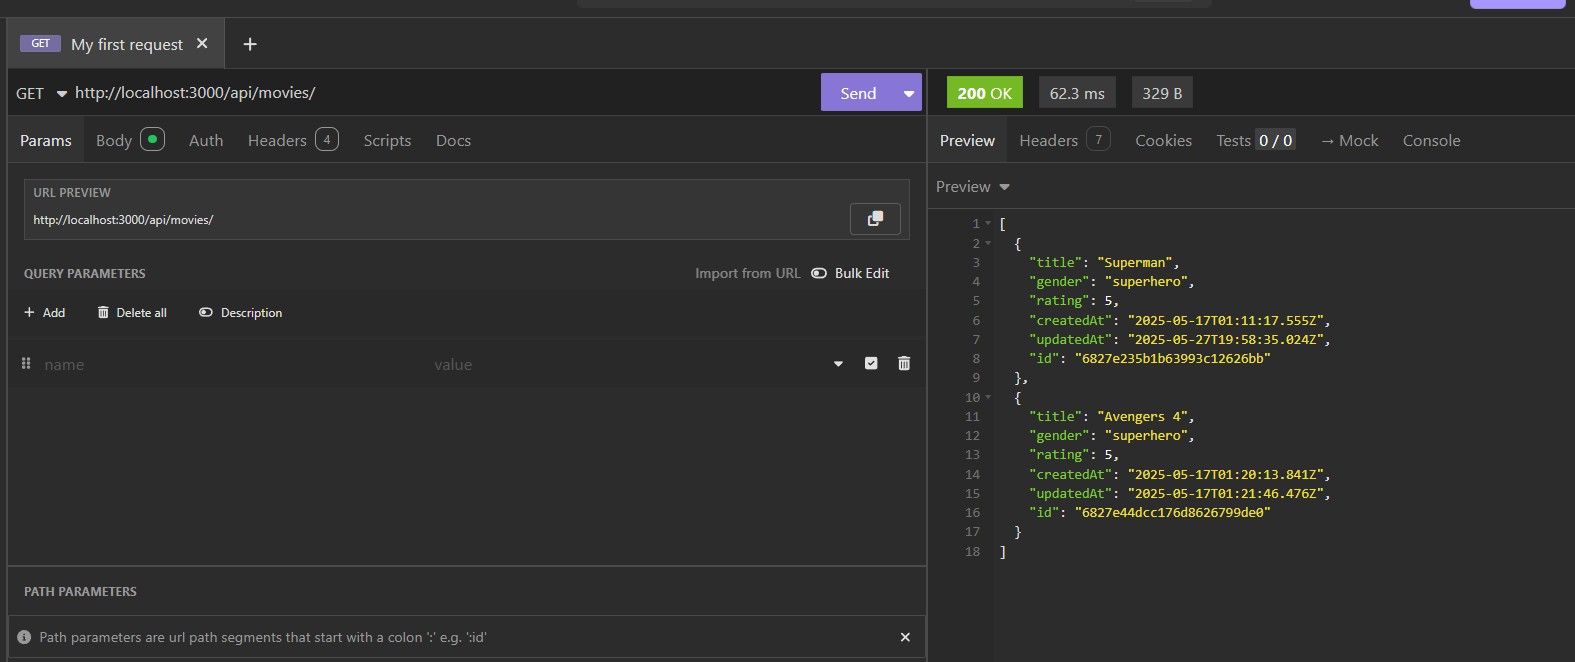 GET My first request
GET http://localhost:3000/api/movies/ Send
Params Body Headers 4 Auth Scripts Docs
URL PREVIEW
http://localhost:3000/api/movies/
QUERY PARAMETERS Import from URL Bulk Edit
Add Delete all Description
name value
PATH PARAMETERS
Path parameters are url path segments that start with a colon ':' e.g. ':id'
200 OK 62.3 ms 329 B
Preview Headers 7 Cookies Tests 0 / 0 → Mock Console
Preview
1 [
2 {
3 "title": "Superman",
4 "gender": "superhero",
5 "rating": 5,
6 "createdAt": "2025-05-17T01:11:17.555Z",
7 "updatedAt": "2025-05-27T19:58:35.024Z",
8 "id": "6827e235b1b63993c12626bb"
9 },
10 {
11 "title": "Avengers 4",
12 "gender": "superhero",
13 "rating": 5,
14 "createdAt": "2025-05-17T01:20:13.841Z",
15 "updatedAt": "2025-05-17T01:21:46.476Z",
16 "id": "6827e44dcc176d8626799de0"
17 }
18 ]